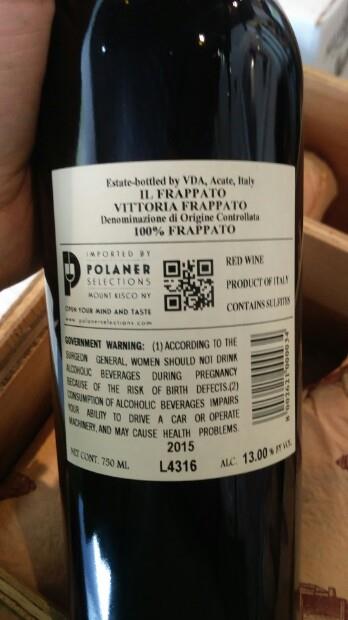 Estate-bottled by VDA, Acate, Italy
IL FRAPPATO
VITTORIA FRAPPATO
Denominazione di Origine Controllata
100% FRAPPATO
IMPORTED BY
POLANER
SELECTIONS
MOUNT KISCO NY
OPEN YOUR MIND AND TASTE
www.polanerselections.com
RED WINE
PRODUCT OF ITALY
CONTAINS SULFITES
GOVERNMENT WARNING: (1) ACCORDING TO THE
SURGEON GENERAL, WOMEN SHOULD NOT DRINK
ALCOHOLIC BEVERAGES DURING PREGNANCY
BECAUSE OF THE RISK OF BIRTH DEFECTS.(2)
CONSUMPTION OF ALCOHOLIC BEVERAGES IMPAIRS
YOUR ABILITY TO DRIVE A CAR OR OPERATE
MACHINERY, AND MAY CAUSE HEALTH PROBLEMS.
2015
NET CONT. 750 ML
L4316
ALC. 13.00 % BY VOL.
8 002621 000034